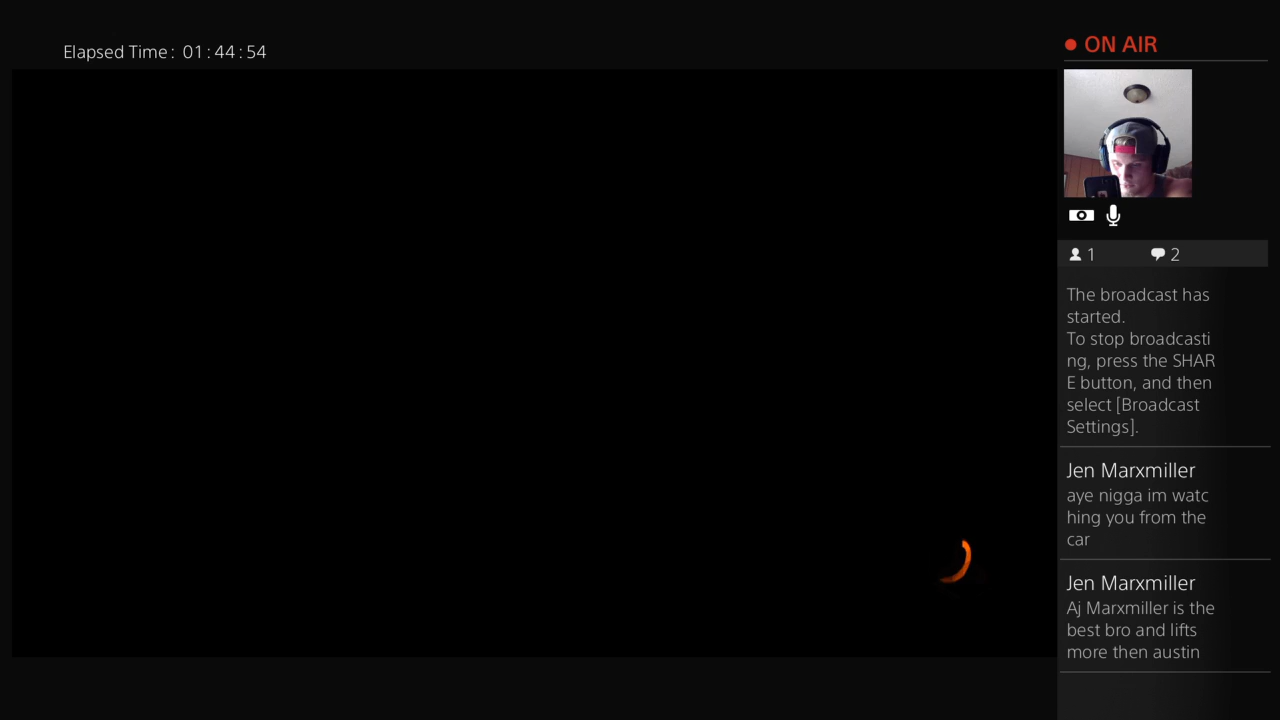 Elapsed Time: 01:44:54
ON AIR
1 2
The broadcast has
started.
To stop broadcasti
ng, press the SHAR
E button, and then
select [Broadcast
Settings].
Jen Marxmiller
aye nigga im watc
hing you from the
car
Jen Marxmiller
Aj Marxmiller is the
best bro and lifts
more then austin